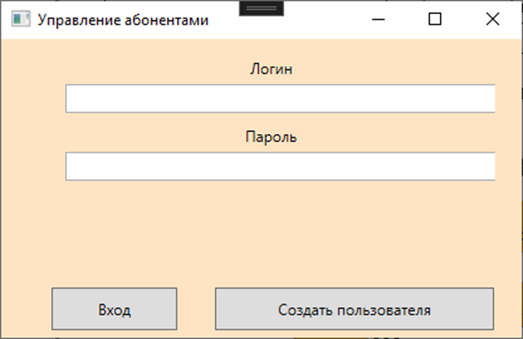 Управление абонентами
Логин
Пароль
Вход
Создать пользователя